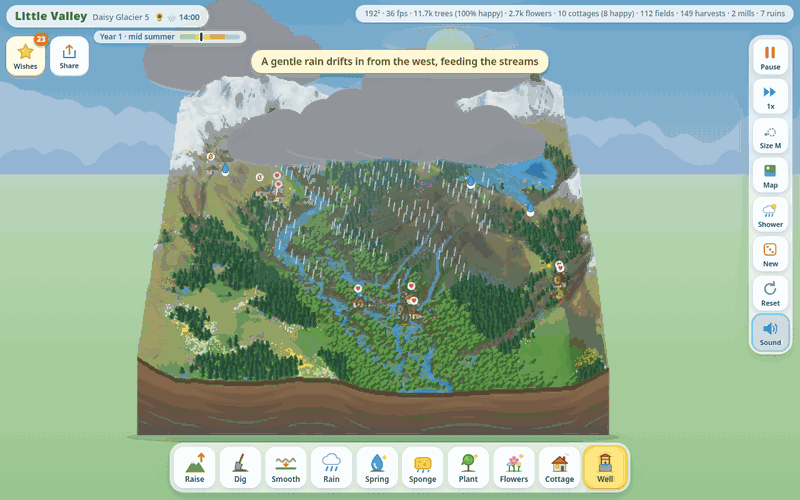 Little Valley Daisy Glacier 5 14:00
192² · 36 fps · 11.7k trees (100% happy) · 2.7k flowers · 10 cottages (8 happy) · 112 fields · 149 harvests · 2 mills · 7 ruins
Year 1 · mid summer
23
Wishes
Share
A gentle rain drifts in from the west, feeding the streams
Pause
1x
Size M
Map
Shower
New
Reset
Sound
Raise
Dig
Smooth
Rain
Spring
Sponge
Plant
Flowers
Cottage
Well